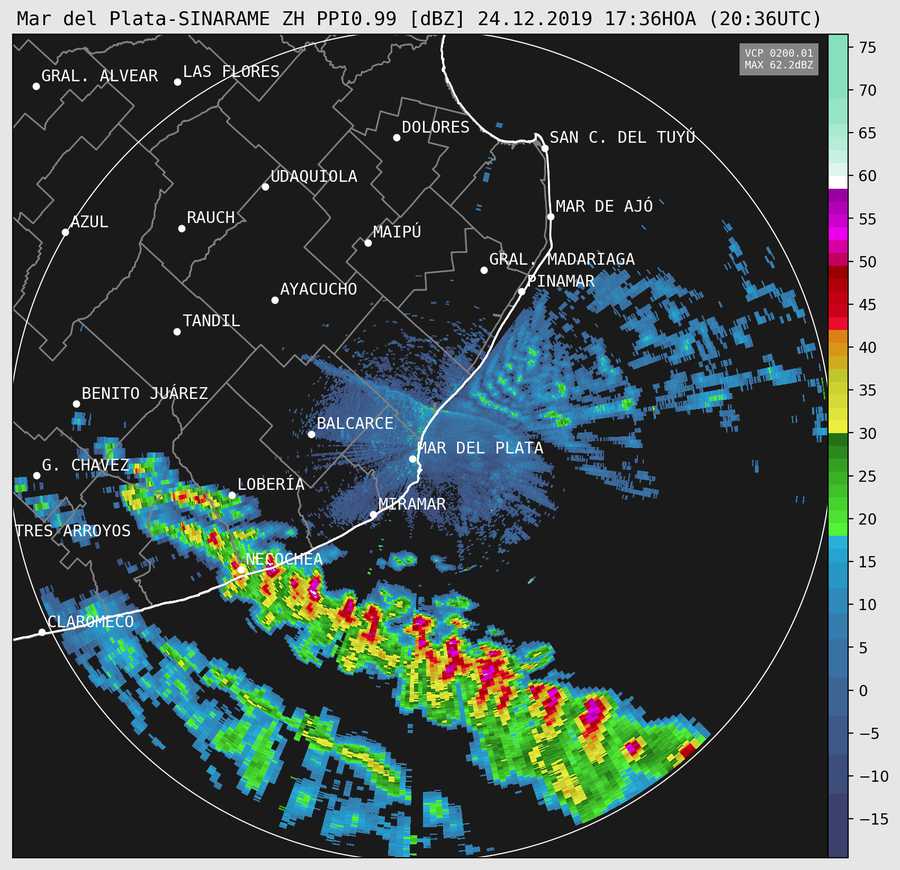 Mar del Plata-SINARAME ZH PPI0.99 [dBZ] 24.12.2019 17:36HOA (20:36UTC)
VCP 0200.01
MAX 62.2dBZ
GRAL. ALVEAR
LAS FLORES
DOLORES
SAN C. DEL TUYÚ
UDAQUIOLA
MAR DE AJÓ
AZUL
RAUCH
MAIPÚ
GRAL. MADARIAGA
PINAMAR
AYACUCHO
TANDIL
BENITO JUÁREZ
BALCARCE
MAR DEL PLATA
G. CHAVEZ
LOBERÍA
MIRAMAR
TRES ARROYOS
NECOCHEA
CLAROMECO
75
70
65
60
55
50
45
40
35
30
25
20
15
10
5
0
−5
−10
−15